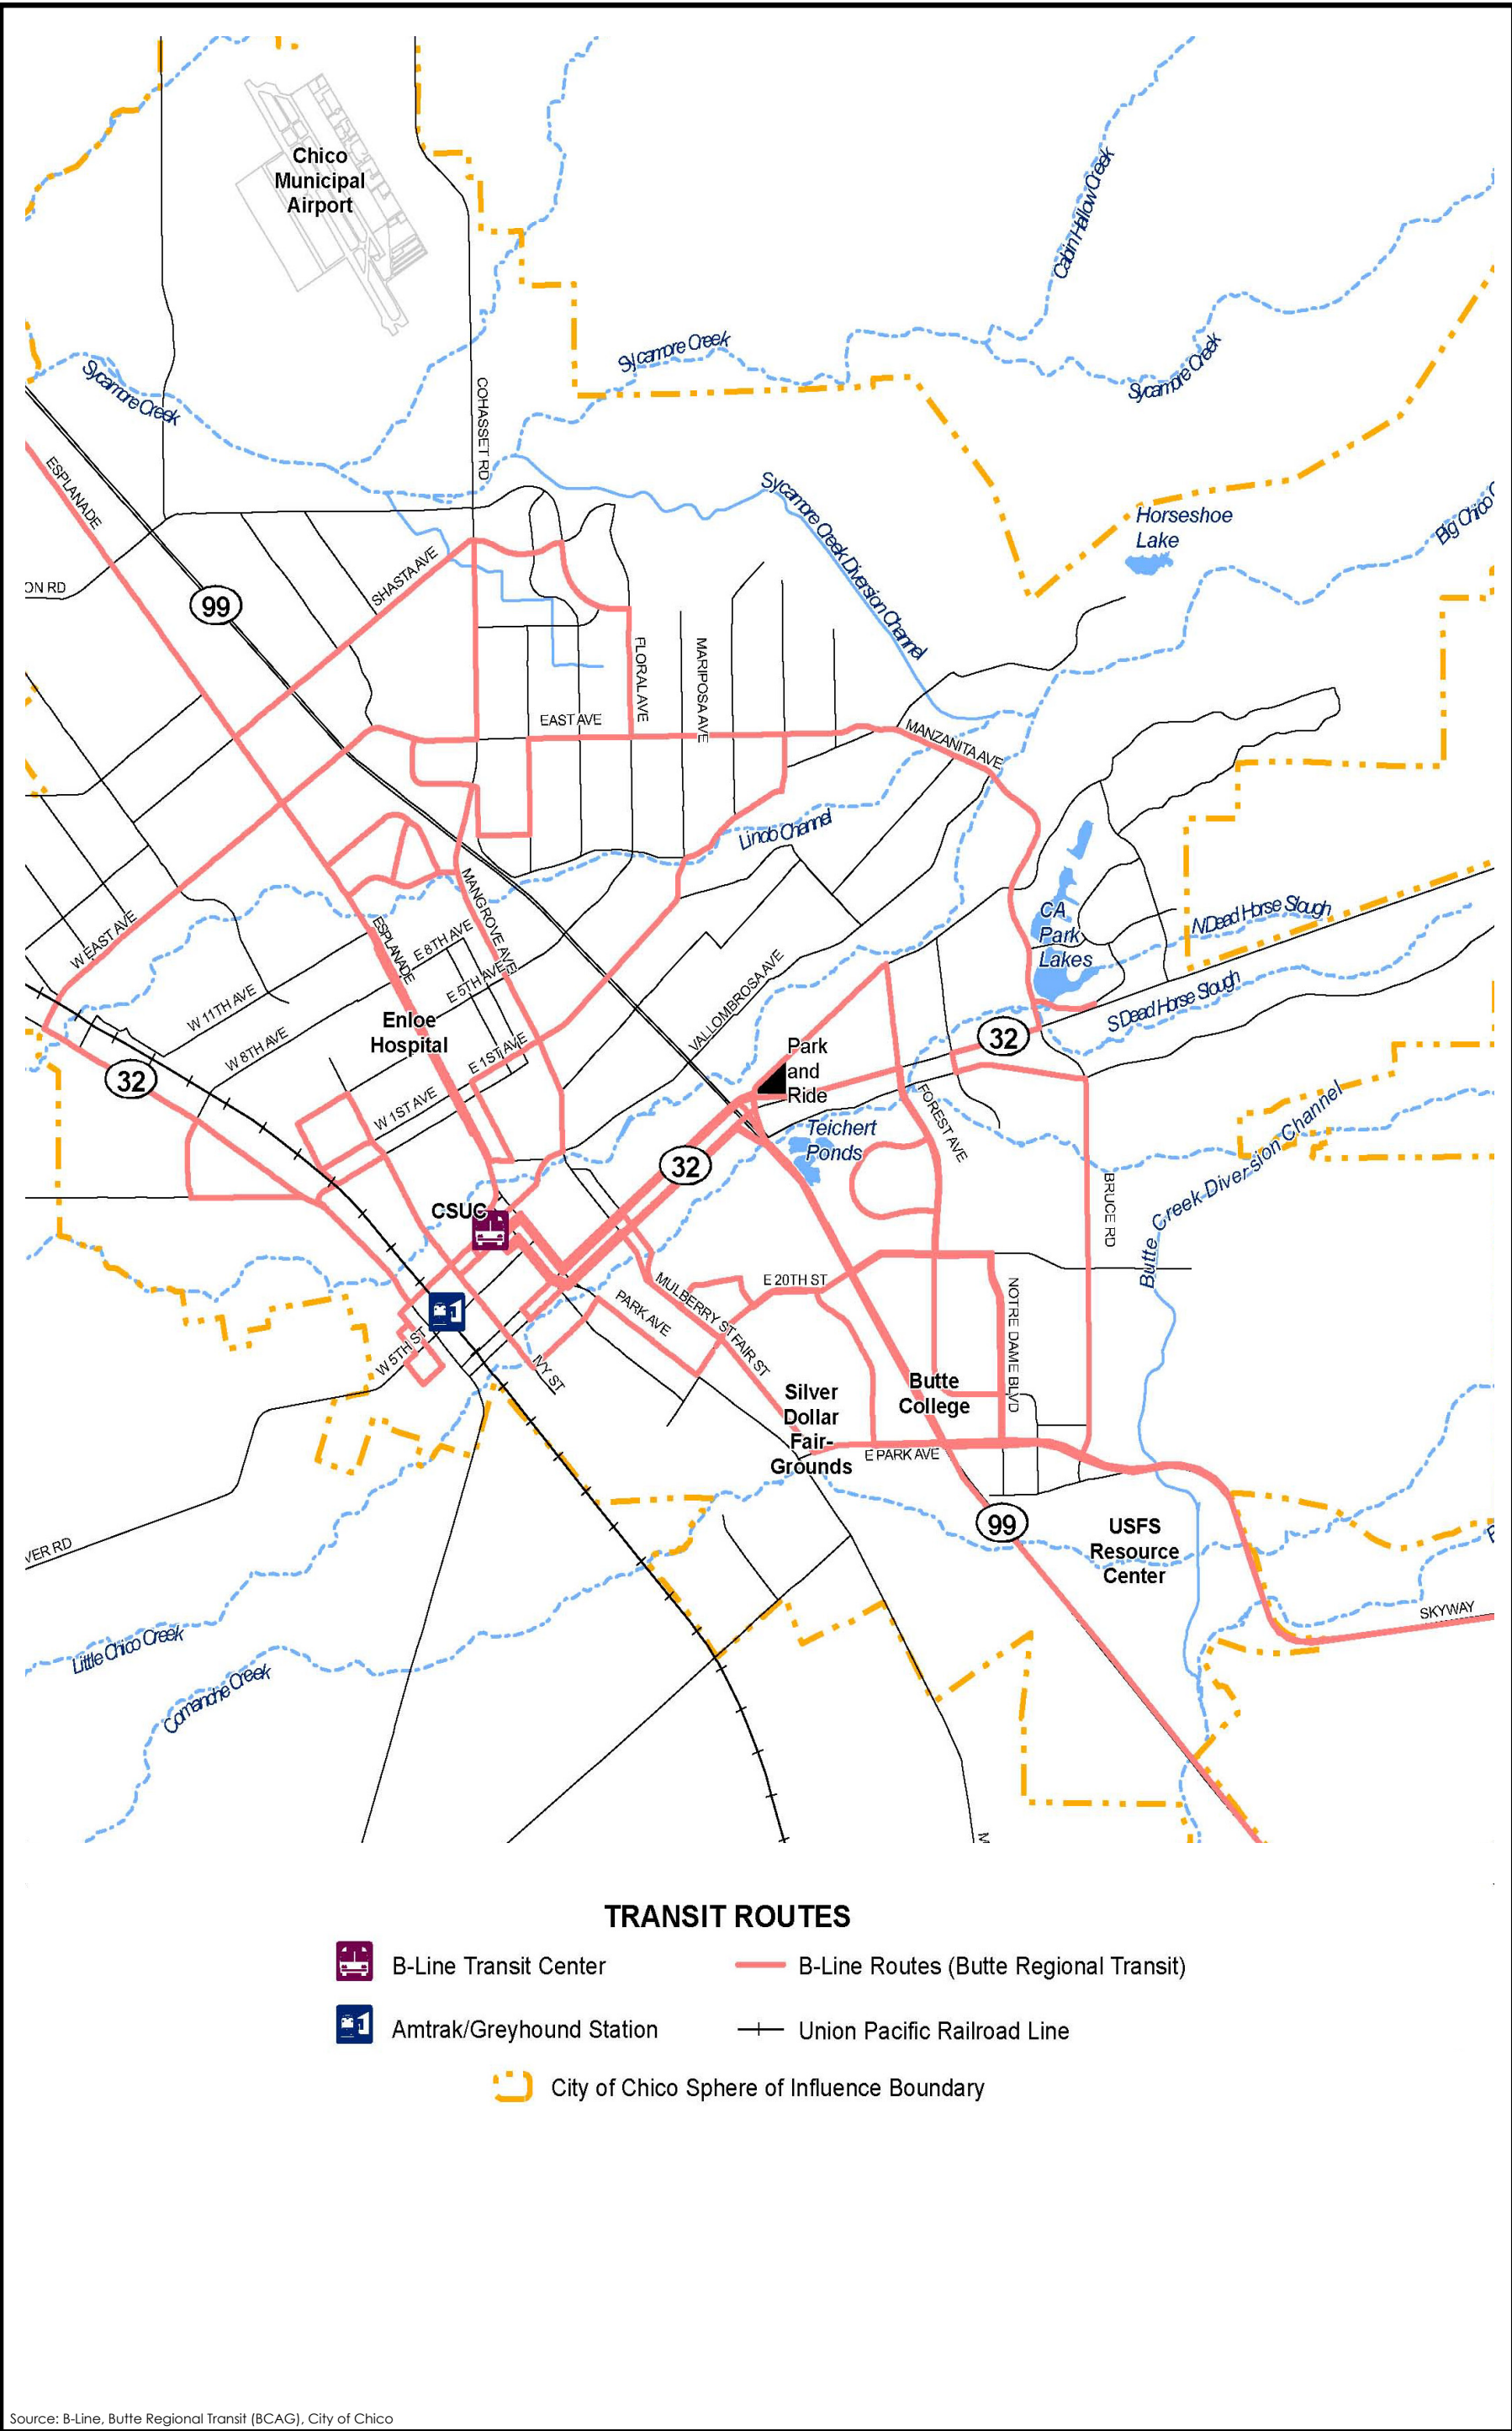 Chico
Municipal
Airport
Cabin Hallow Creek
Sycamore Creek
Sycamore Creek
Sycamore Creek
COHASSET RD
ESPLANADE
Sycamore Creek Diversion Channel
Horseshoe
Lake
Big Chico C
ON RD
99
SHASTA AVE
FLORAL AVE
MARIPOSA AVE
EAST AVE
MANZANITA AVE
Lindo Channel
MANGROVE AVE
CA
Park
Lakes
N Dead Horse Slough
W EAST AVE
ESPLANADE
E 8TH AVE
E 5TH AVE
VALLOMBROSA AVE
S Dead Horse Slough
W 11TH AVE
Enloe
Hospital
W 8TH AVE
E 1ST AVE
32
32
Park
and
Ride
W 1ST AVE
FOREST AVE
Teichert
Ponds
32
Butte Creek Diversion Channel
BRUCE RD
CSUC
E 20TH ST
MULBERRY ST
FAIR ST
PARK AVE
NOTRE DAME BLVD
W 5TH ST
IVY ST
Silver
Dollar
Fair-
Grounds
Butte
College
E PARK AVE
99
USFS
Resource
Center
VER RD
SKYWAY
Little Chico Creek
Comanche Creek
M
TRANSIT ROUTES
B-Line Transit Center
B-Line Routes (Butte Regional Transit)
Amtrak/Greyhound Station
Union Pacific Railroad Line
City of Chico Sphere of Influence Boundary
Source: B-Line, Butte Regional Transit (BCAG), City of Chico